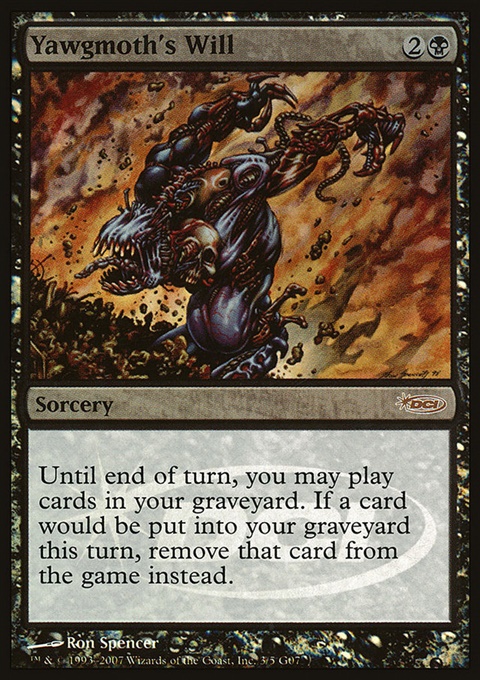 Yawgmoth's Will
2
Sorcery
DCI
Until end of turn, you may play
cards in your graveyard. If a card
would be put into your graveyard
this turn, remove that card from
the game instead.
Ron Spencer
™ & © 1993-2007 Wizards of the Coast, Inc. 3/5 G07